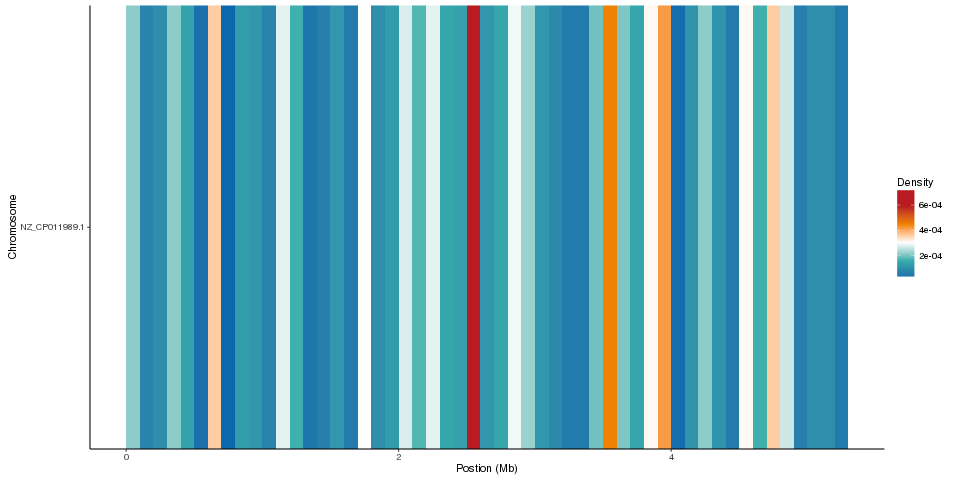 Chromosome
NZ_CP011989.1
0
2
4
Postion (Mb)
Density
6e-04
4e-04
2e-04